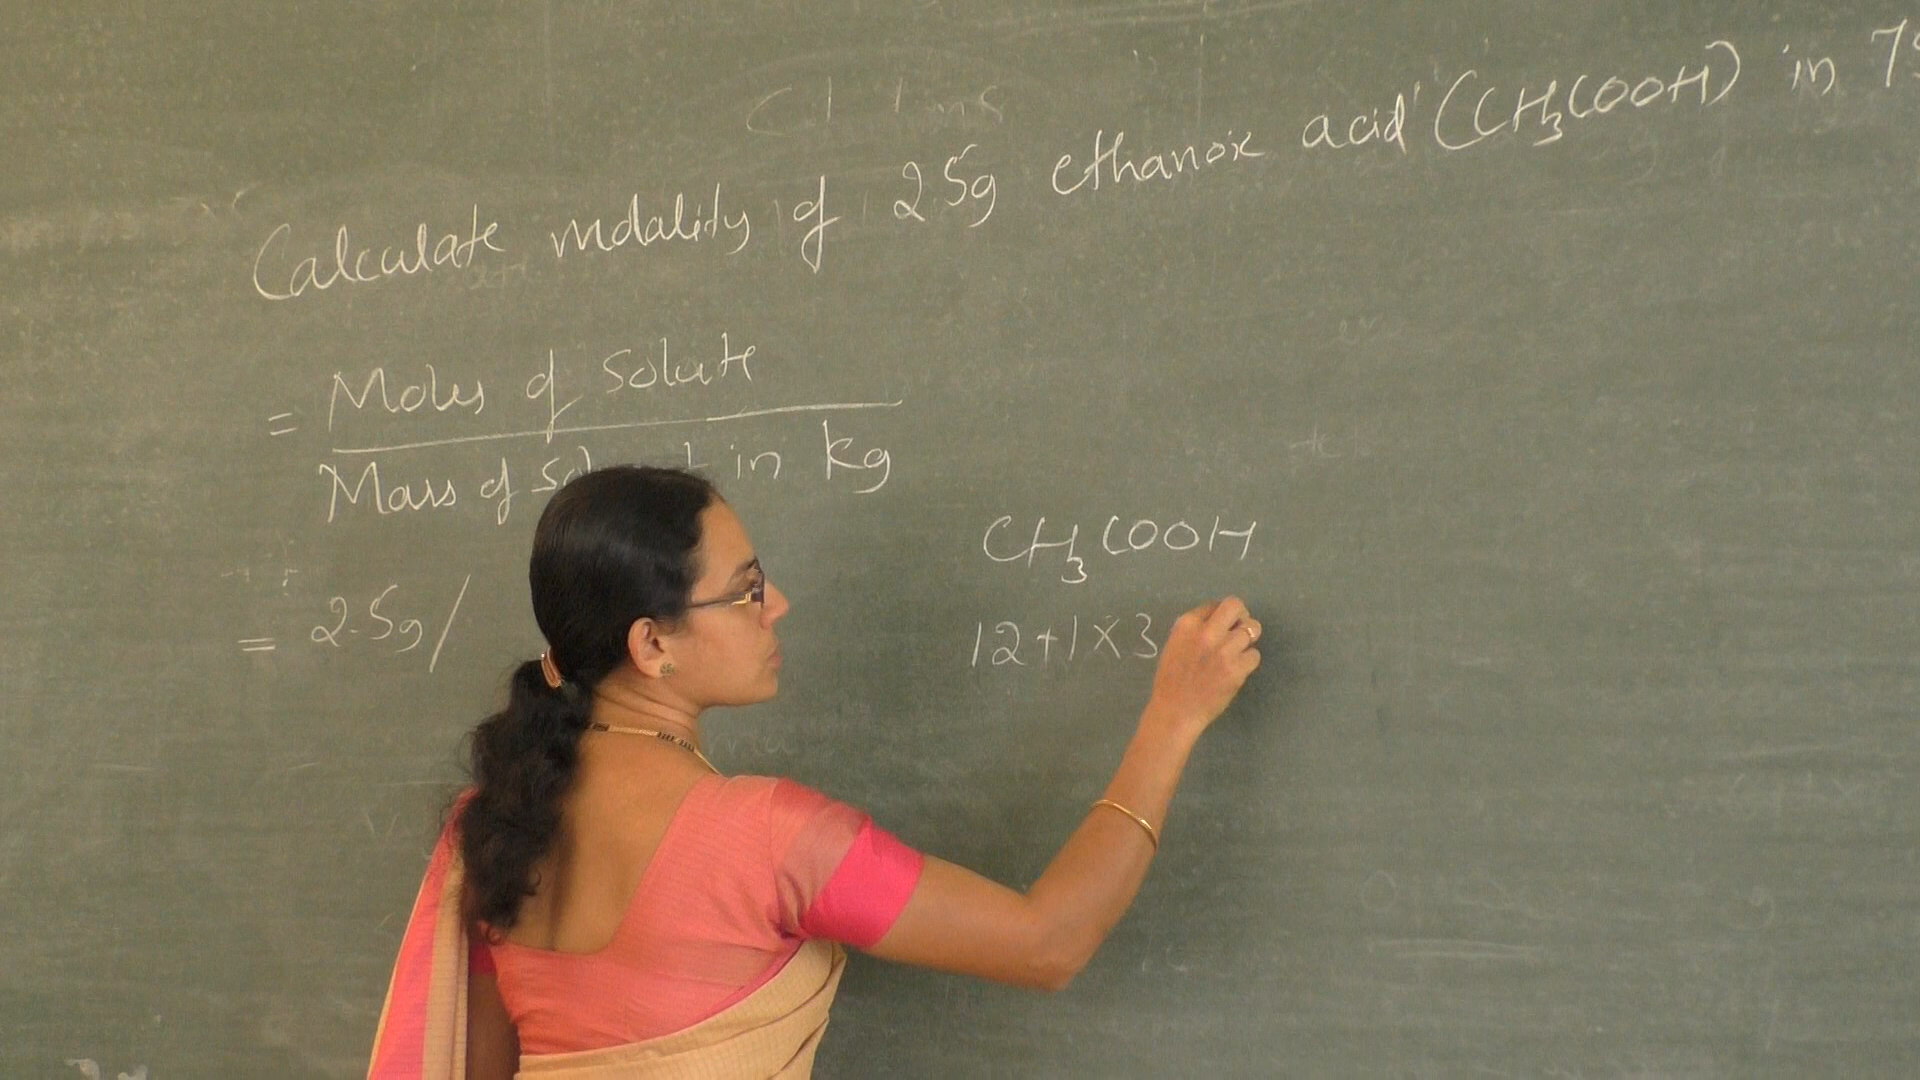 Calculate molality of 2.5g ethanoic acid (CH3COOH) in 75
= Moles of Solute
Mass of in kg
= 2.5g/
CH3COOH
12+1×3